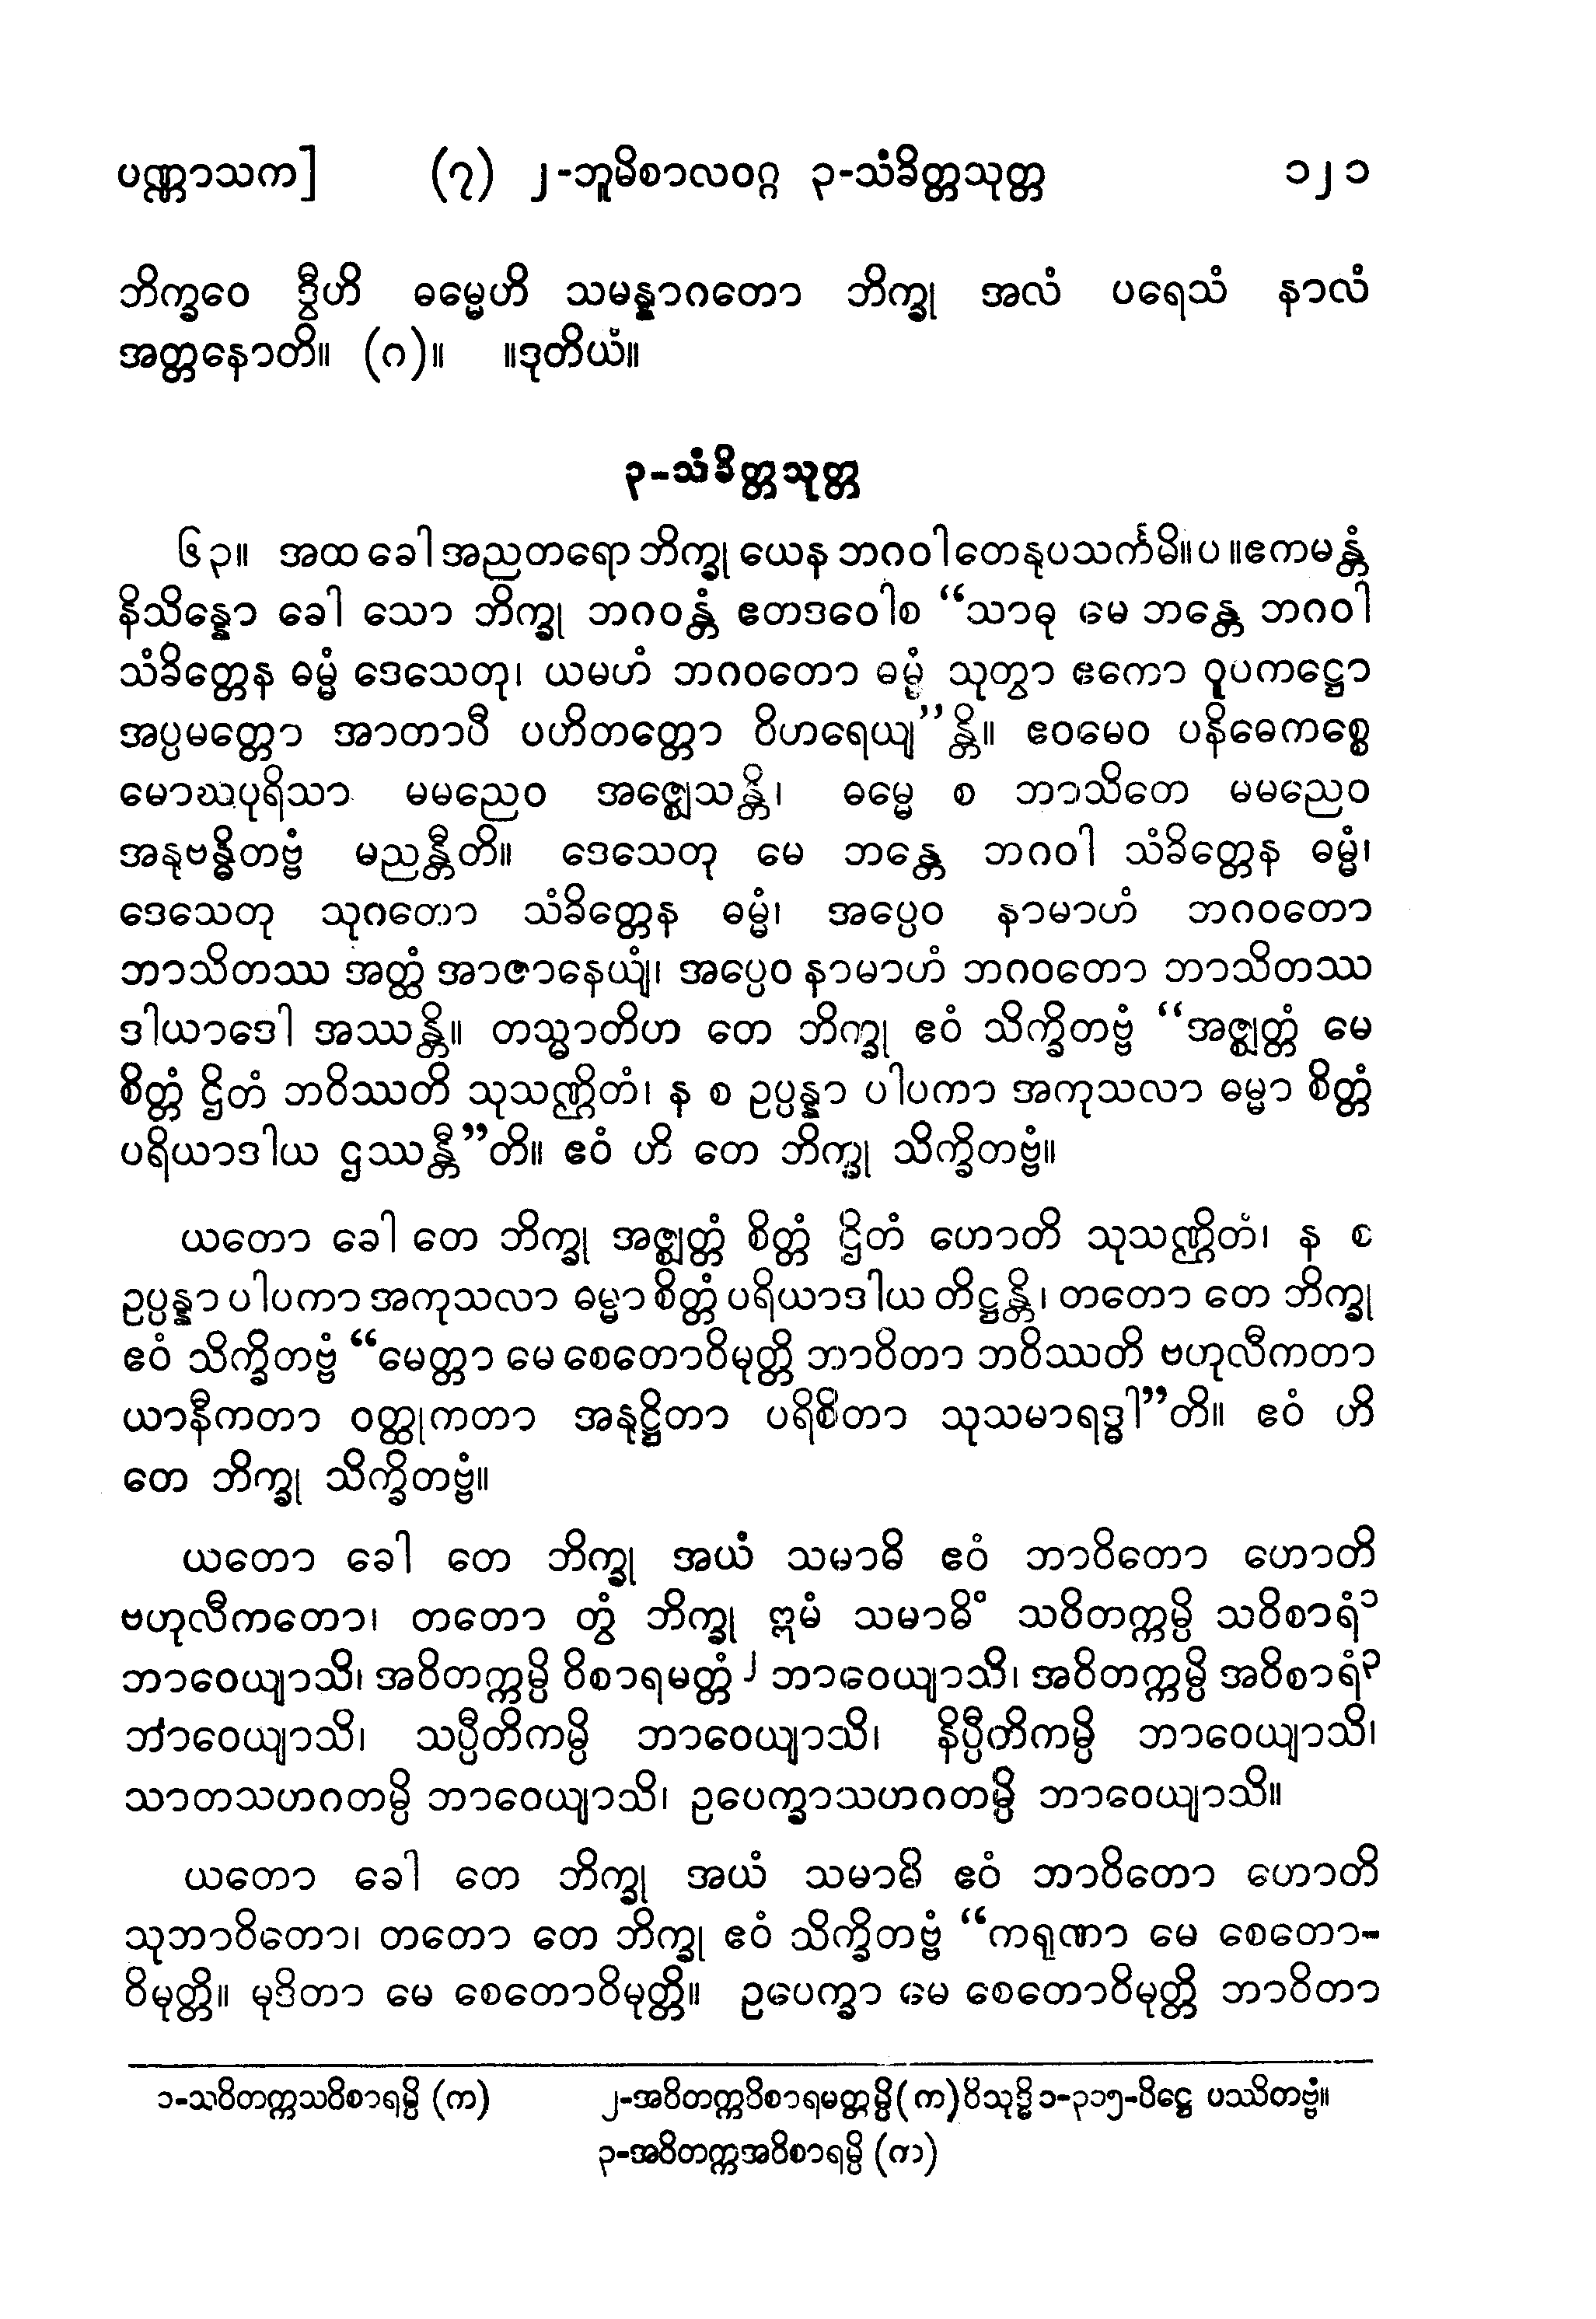 ပဏ္ဏာသက] (၇) ၂-ဘူမိစာလဝဂ္ဂ ၃-သံခိတ္တသုတ္တ ၁၂၁
ဘိက္ခဝေ ဒွီဟိ ဓမ္မေဟိ သမန္နာဂတော ဘိက္ခု အလံ ပရေသံ နာလံ
အတ္တနောတိ။ (ဂ)။ ။ဒုတိယံ။
၃-သံခိတ္တသုတ္တ
၆၃။ အထ ခေါ အညတရော ဘိက္ခု ယေန ဘဂဝါ တေနုပသင်္ကမိ။ပ။ဧကမန္တံ
နိသိန္နော ခေါ သော ဘိက္ခု ဘဂဝန္တံ ဧတဒဝေါစ “သာဓု မေ ဘန္တေ ဘဂဝါ
သံခိတ္တေန ဓမ္မံ ဒေသေတု၊ ယမဟံ ဘဂဝတော ဓမ္မံ သုတွာ ဧကော ဝူပကဋ္ဌော
အပ္ပမတ္တော အာတာပီ ပဟိတတ္တော ဝိဟရေယျ”န္တိ။ ဧဝမေဝ ပနိဓေကစ္စေ
မောဃပုရိသာ မမညေဝ အဇ္ဈေသန္တိ၊ ဓမ္မေ စ ဘာသိတေ မမညေဝ
အနုဗန္ဓိတဗ္ဗံ မညန္တီတိ။ ဒေသေတု မေ ဘန္တေ ဘဂဝါ သံခိတ္တေန ဓမ္မံ၊
ဒေသေတု သုဂတော သံခိတ္တေန ဓမ္မံ၊ အပ္ပေဝ နာမာဟံ ဘဂဝတော
ဘာသိတဿ အတ္ထံ အာဇာနေယျံ၊ အပ္ပေဝ နာမာဟံ ဘဂဝတော ဘာသိတဿ
ဒါယာဒေါ အဿန္တိ။ တသ္မာတိဟ တေ ဘိက္ခု ဧဝံ သိက္ခိတဗ္ဗံ “အဇ္ဈတ္တံ မေ
စိတ္တံ ဌိတံ ဘဝိဿတိ သုသဏ္ဌိတံ၊ န စ ဥပ္ပန္နာ ပါပကာ အကုသလာ ဓမ္မာ စိတ္တံ
ပရိယာဒါယ ဌဿန္တီ”တိ။ ဧဝံ ဟိ တေ ဘိက္ခု သိက္ခိတဗ္ဗံ။
ယတော ခေါ တေ ဘိက္ခု အဇ္ဈတ္တံ စိတ္တံ ဌိတံ ဟောတိ သုသဏ္ဌိတံ၊ န စ
ဥပ္ပန္နာ ပါပကာ အကုသလာ ဓမ္မာ စိတ္တံ ပရိယာဒါယ တိဋ္ဌန္တိ၊ တတော တေ ဘိက္ခု
ဧဝံ သိက္ခိတဗ္ဗံ “မေတ္တာ မေ စေတောဝိမုတ္တိ ဘာဝိတာ ဘဝိဿတိ ဗဟုလီကတာ
ယာနီကတာ ဝတ္ထုကတာ အနုဋ္ဌိတာ ပရိစိတာ သုသမာရဒ္ဓါ”တိ။ ဧဝံ ဟိ
တေ ဘိက္ခု သိက္ခိတဗ္ဗံ။
ယတော ခေါ တေ ဘိက္ခု အယံ သမာဓိ ဧဝံ ဘာဝိတော ဟောတိ
ဗဟုလီကတော၊ တတော တွံ ဘိက္ခု ဣမံ သမာဓိံ သဝိတက္ကမ္ပိ သဝိစာရံ၁
ဘာဝေယျာသိ၊ အဝိတက္ကမ္ပိ ဝိစာရမတ္တံ၂ ဘာဝေယျာသိ၊ အဝိတက္ကမ္ပိ အဝိစာရံ၃
ဘာဝေယျာသိ၊ သပ္ပီတိကမ္ပိ ဘာဝေယျာသိ၊ နိပ္ပီတိကမ္ပိ ဘာဝေယျာသိ၊
သာတသဟဂတမ္ပိ ဘာဝေယျာသိ၊ ဥပေက္ခာသဟဂတမ္ပိ ဘာဝေယျာသိ။
ယတော ခေါ တေ ဘိက္ခု အယံ သမာဓိ ဧဝံ ဘာဝိတော ဟောတိ
သုဘာဝိတော၊ တတော တေ ဘိက္ခု ဧဝံ သိက္ခိတဗ္ဗံ “ကရုဏာ မေ စေတော-
ဝိမုတ္တိ။ မုဒိတာ မေ စေတောဝိမုတ္တိ။ ဥပေက္ခာ မေ စေတောဝိမုတ္တိ ဘာဝိတာ
၁-သဝိတက္ကသဝိစာရမ္ပိ (က) ၂-အဝိတက္ကဝိစာရမတ္တမ္ပိ (က) ဝိသုဒ္ဓိ ၁-၃၁၅-ပိဋ္ဌေ ပဿိတဗ္ဗံ။
၃-အဝိတက္ကအဝိစာရမ္ပိ (က)